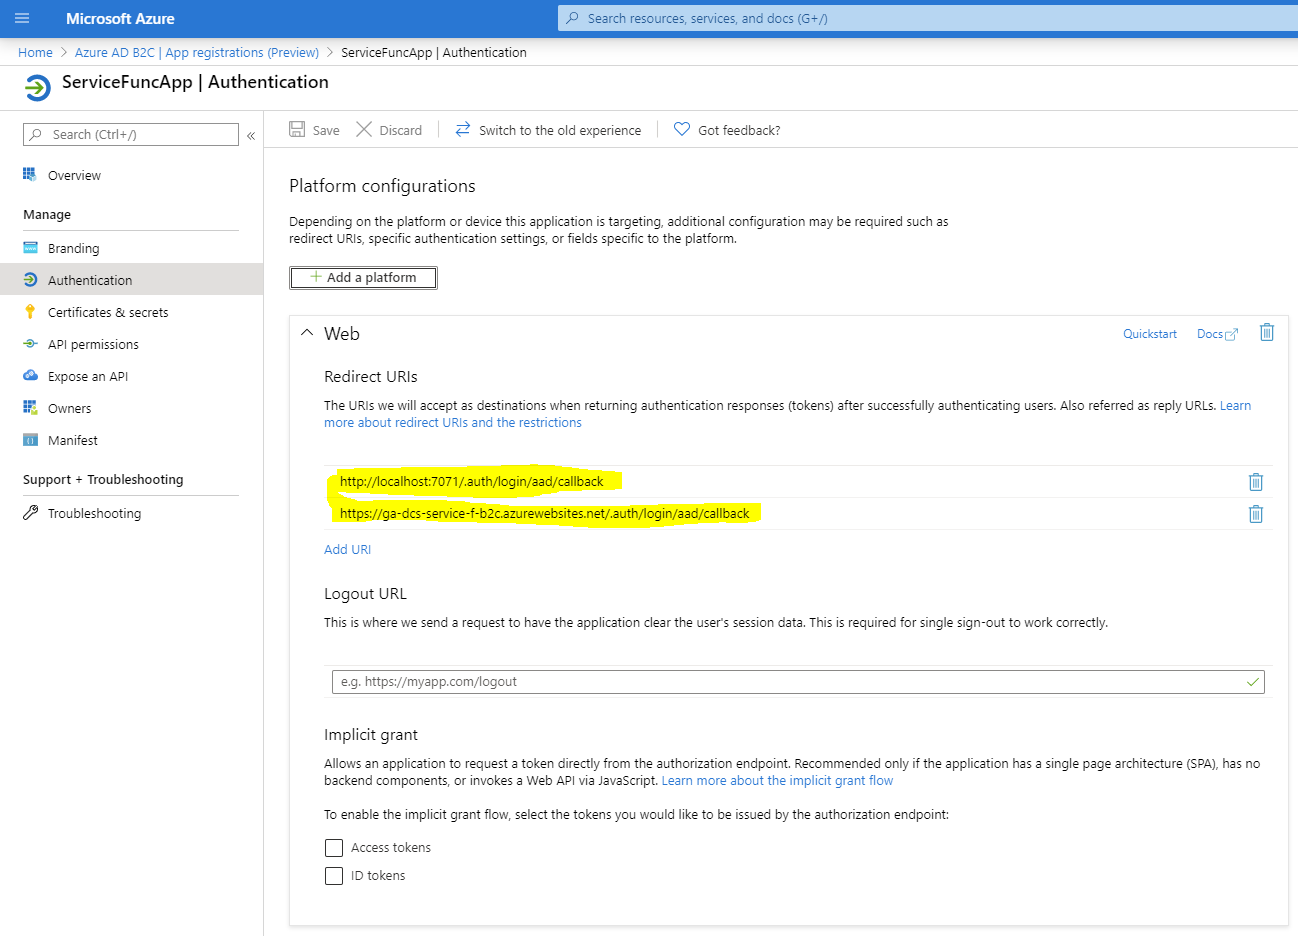 Microsoft Azure
Search resources, services, and docs (G+/)
Home > Azure AD B2C | App registrations (Preview) > ServiceFuncApp | Authentication
ServiceFuncApp | Authentication
Search (Ctrl+/)
«
Overview
Manage
Branding
Authentication
Certificates & secrets
API permissions
Expose an API
Owners
Manifest
Support + Troubleshooting
Troubleshooting
Save
Discard
Switch to the old experience
Got feedback?
Platform configurations
Depending on the platform or device this application is targeting, additional configuration may be required such as
redirect URIs, specific authentication settings, or fields specific to the platform.
+ Add a platform
Web
Quickstart
Docs
Redirect URIs
The URIs we will accept as destinations when returning authentication responses (tokens) after successfully authenticating users. Also referred as reply URLs. Learn
more about redirect URIs and the restrictions
http://localhost:7071/.auth/login/aad/callback
https://ga-dcs-service-f-b2c.azurewebsites.net/.auth/login/aad/callback
Add URI
Logout URL
This is where we send a request to have the application clear the user's session data. This is required for single sign-out to work correctly.
e.g. https://myapp.com/logout
Implicit grant
Allows an application to request a token directly from the authorization endpoint. Recommended only if the application has a single page architecture (SPA), has no
backend components, or invokes a Web API via JavaScript. Learn more about the implicit grant flow
To enable the implicit grant flow, select the tokens you would like to be issued by the authorization endpoint:
Access tokens
ID tokens